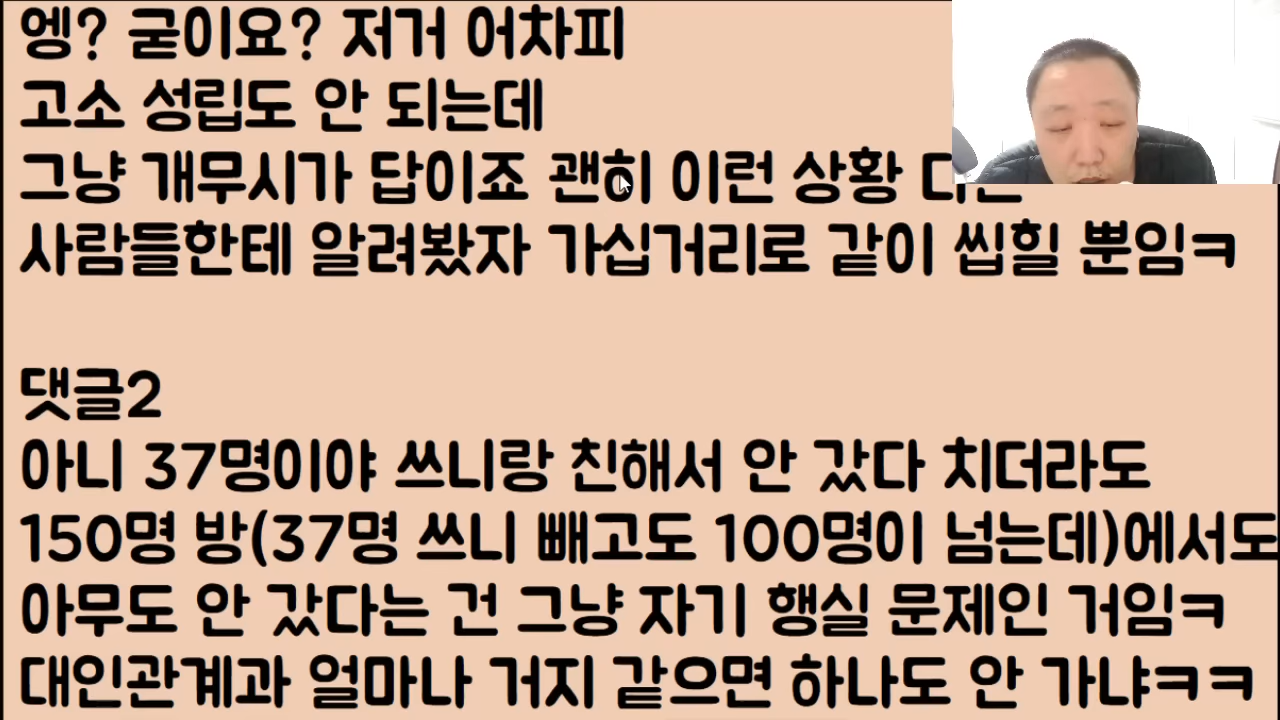 엥? 굳이요? 저거 어차피
고소 성립도 안 되는데
그냥 개무시가 답이죠 괜히 이런 상황
사람들한테 알려봤자 가십거리로 같이 씹힐 뿐임ㅋ
댓글2
아니 37명이야 쓰니랑 친해서 안 갔다 치더라도
150명 방(37명 쓰니 빼고도 100명이 넘는데)에서도
아무도 안 갔다는 건 그냥 자기 행실 문제인 거임ㅋ
대인관계과 얼마나 거지 같으면 하나도 안 가냐ㅋㅋ